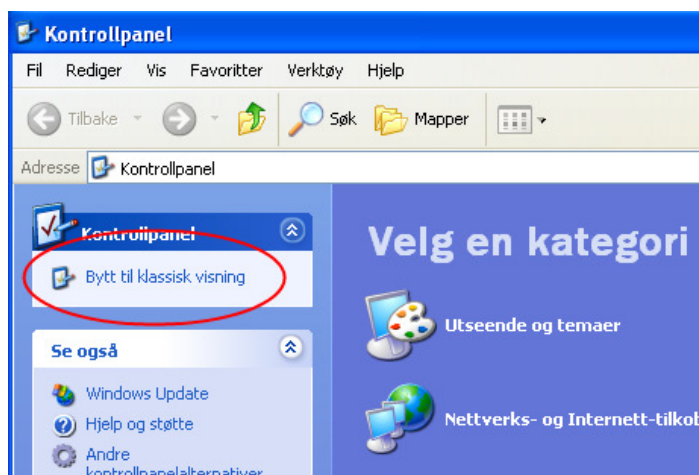 Kontrollpanel
Fil Rediger Vis Favoritter Verktøy Hjelp
Tilbake Søk Mapper
Adresse Kontrollpanel
Kontrollpanel
Bytt til klassisk visning
Se også
Windows Update
Hjelp og støtte
Andre
kontrollpanelalternativer
Velg en kategori
Utseende og temaer
Nettverks- og Internett-tilkob